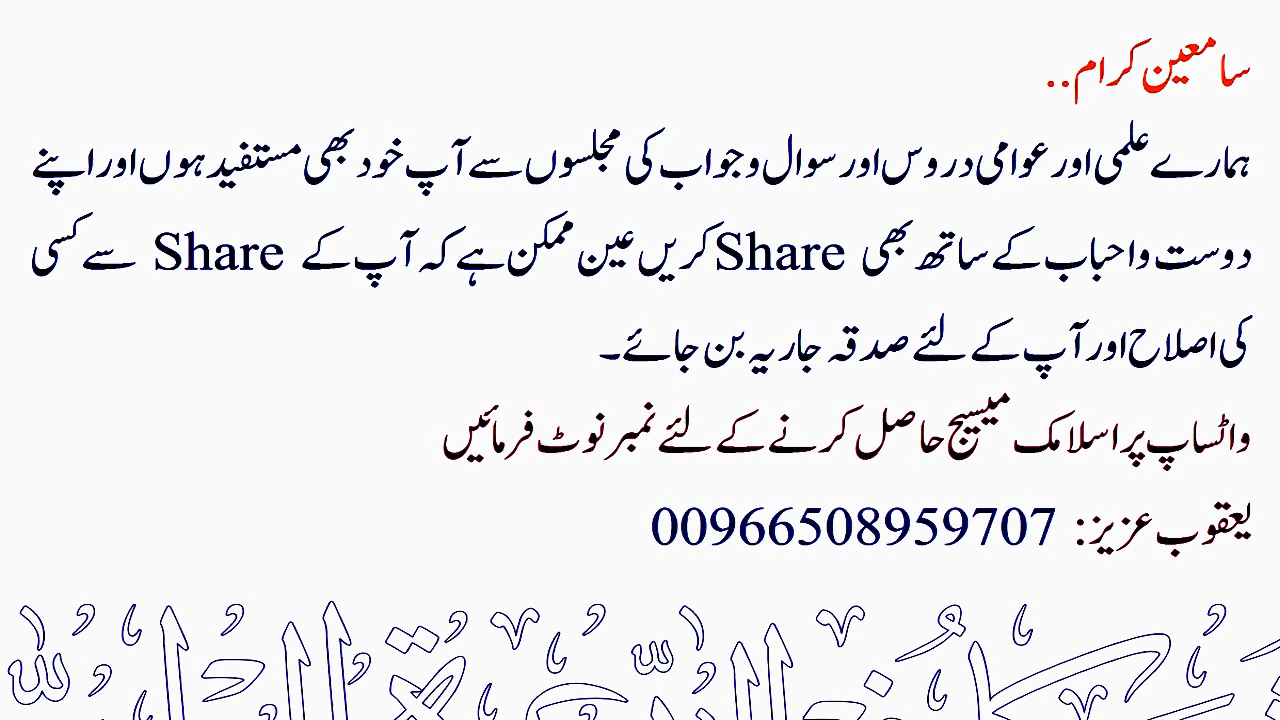 سامعین کرام..
ہمارے علمی اور عوامی دروس اور سوال وجواب کی مجلسوں سے آپ خود بھی مستفید ہوں اور اپنے
دوست واحباب کے ساتھ بھی Share کریں عین ممکن ہے کہ آپ کے Share سے کسی
کی اصلاح اور آپ کے لئے صدقہ جاریہ بن جائے۔
واٹساپ پر اسلامک میسیج حاصل کرنے کے لئے نمبر نوٹ فرمائیں
یعقوب عزیز: 00966508959707